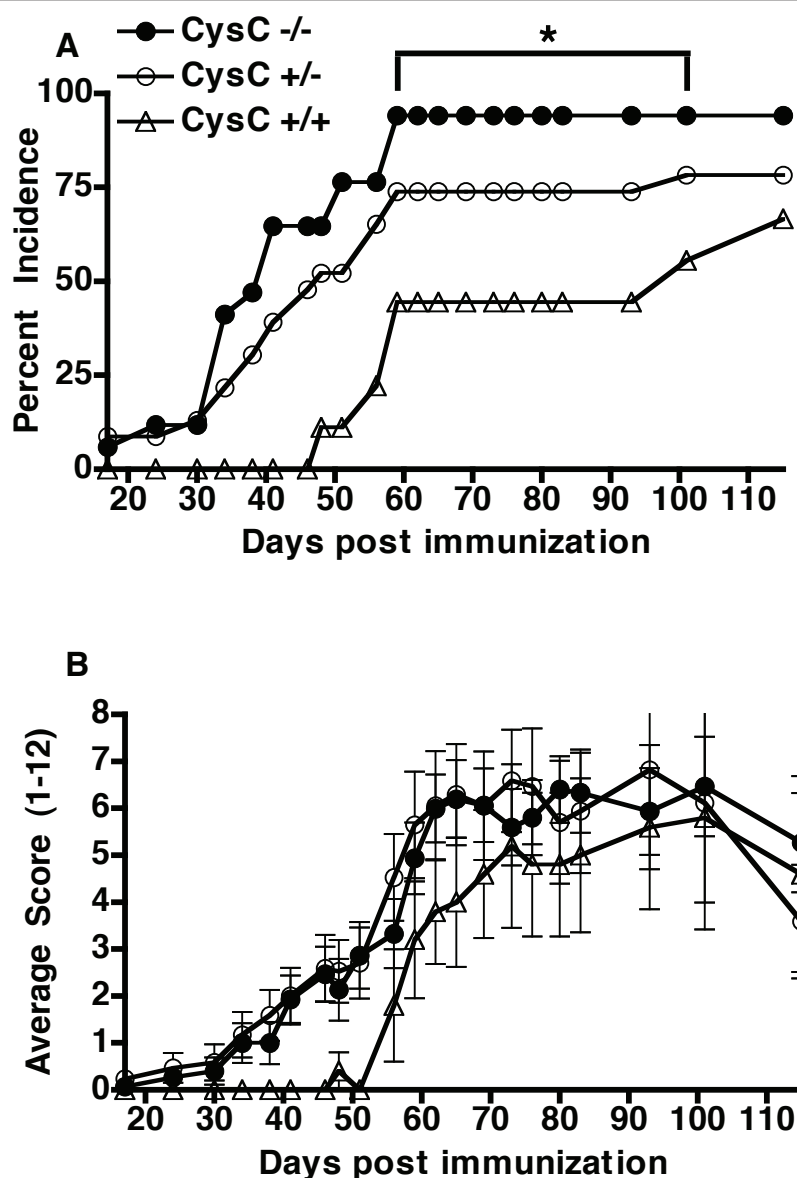 A
CysC -/-
CysC +/-
CysC +/+
*
Percent Incidence
100
75
50
25
0
20 30 40 50 60 70 80 90 100 110
Days post immunization
B
Average Score (1-12)
8
7
6
5
4
3
2
1
0
20 30 40 50 60 70 80 90 100 110
Days post immunization